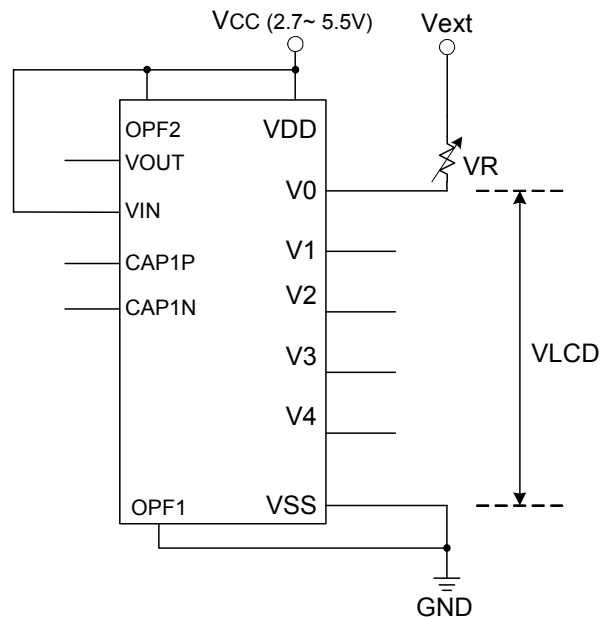 VCC (2.7~ 5.5V)
Vext
OPF2
VDD
VOUT
VR
V0
VIN
V1
CAP1P
V2
CAP1N
V3
VLCD
V4
OPF1
VSS
GND